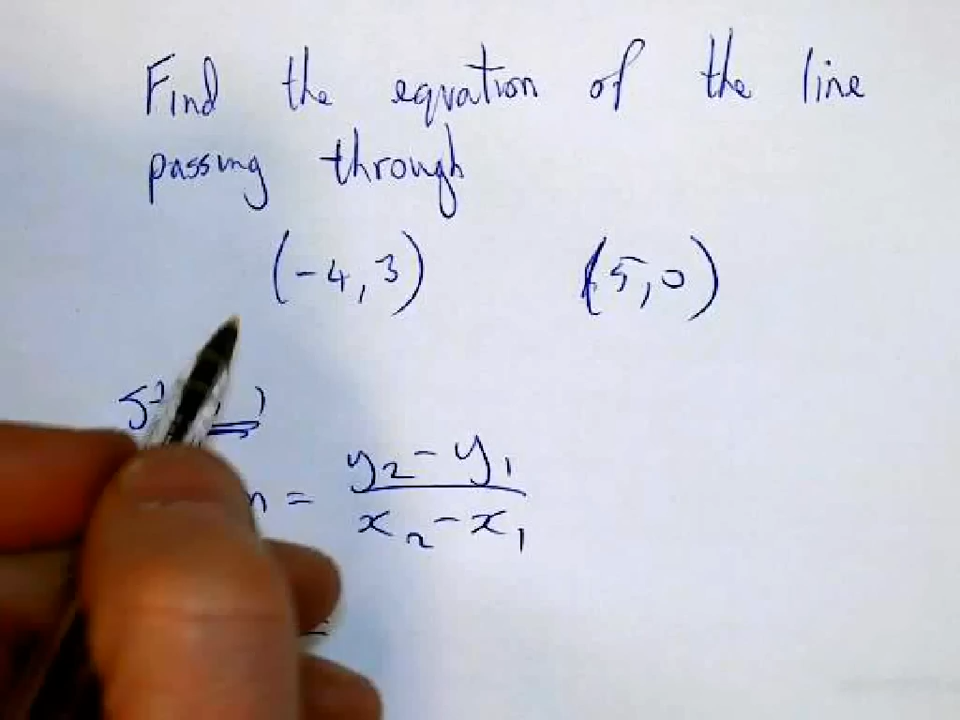 Find the equation of the line
passing through
(-4,3) (5,0)
= y₂ - y₁
x₂ - x₁